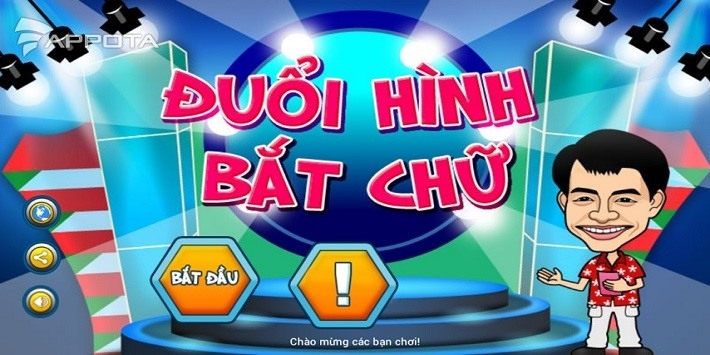 APPOTA
ĐUỔI HÌNH
BẮT CHỮ
BẮT ĐẦU
!
Chào mừng các bạn chơi!